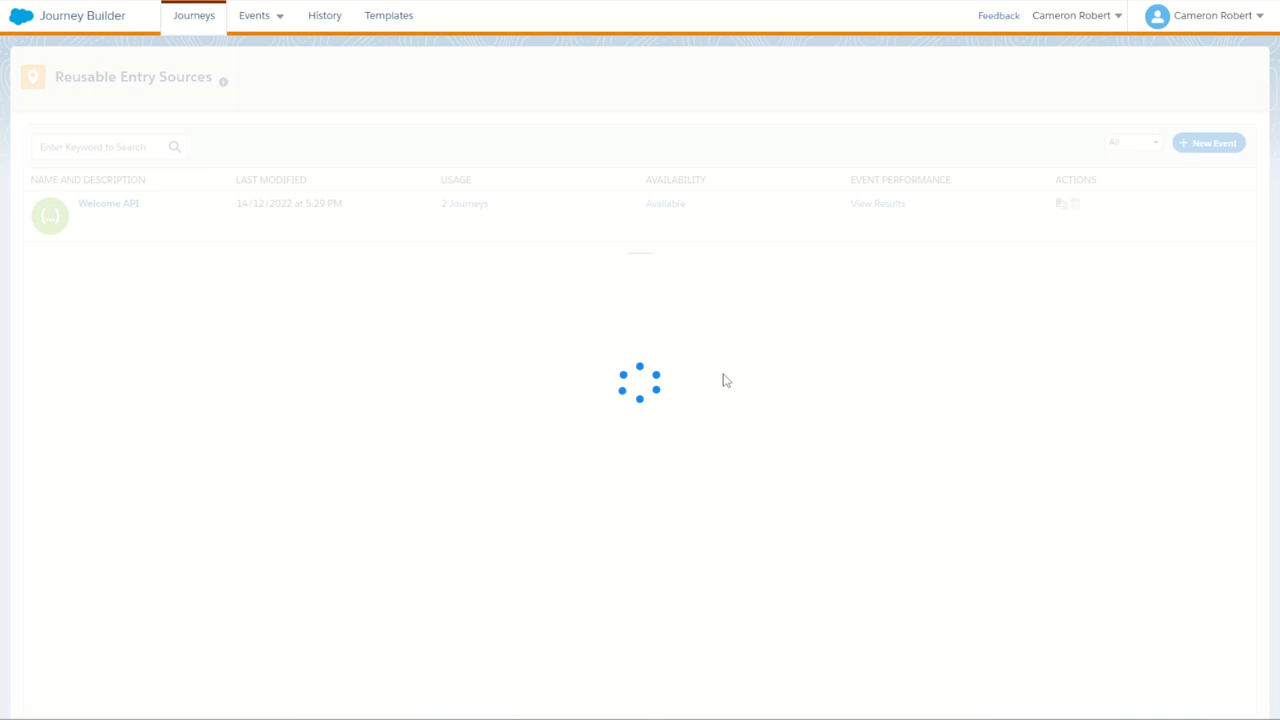 Journey Builder Journeys Events History Templates Feedback Cameron Robert Cameron Robert
Reusable Entry Sources
Enter Keyword to Search All + New Event
NAME AND DESCRIPTION LAST MODIFIED USAGE AVAILABILITY EVENT PERFORMANCE ACTIONS
{...} Welcome API 14/12/2022 at 5:29 PM 2 Journeys Available View Results